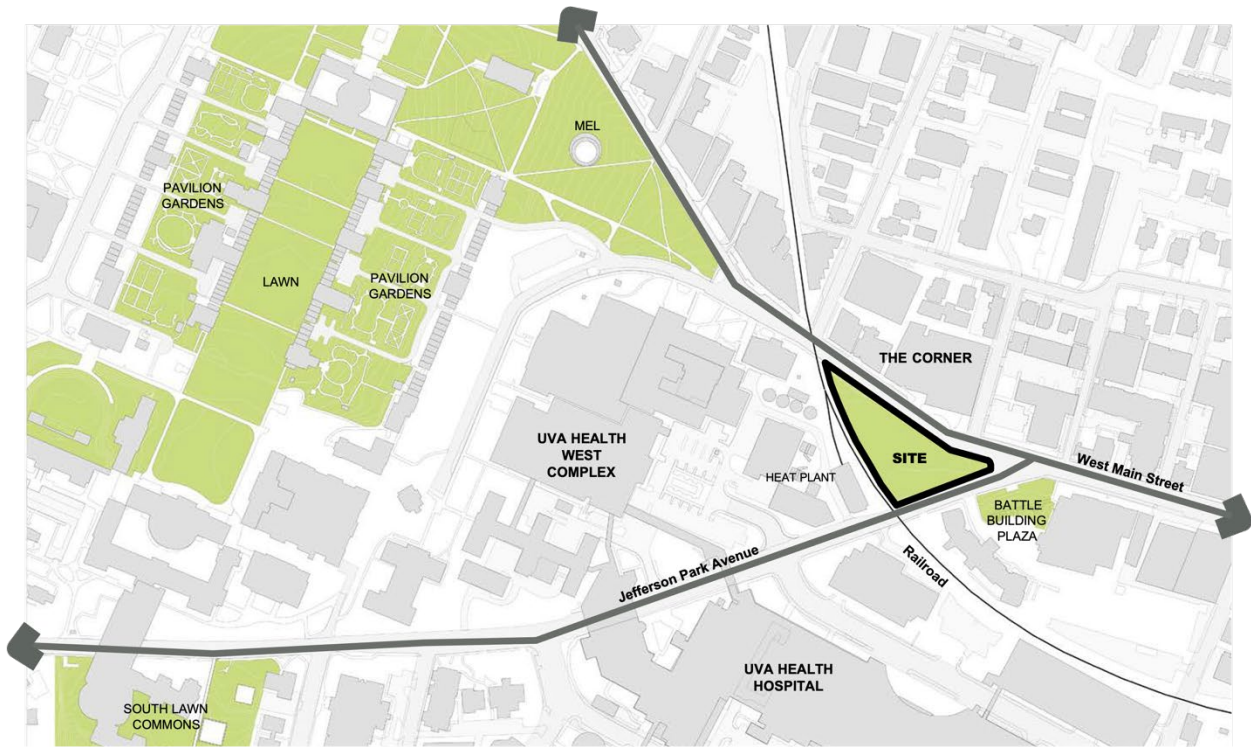 MEL
PAVILION
GARDENS
LAWN
PAVILION
GARDENS
THE CORNER
UVA HEALTH
WEST
COMPLEX
SITE
HEAT PLANT
West Main Street
BATTLE
BUILDING
PLAZA
Jefferson Park Avenue
Railroad
UVA HEALTH
HOSPITAL
SOUTH LAWN
COMMONS